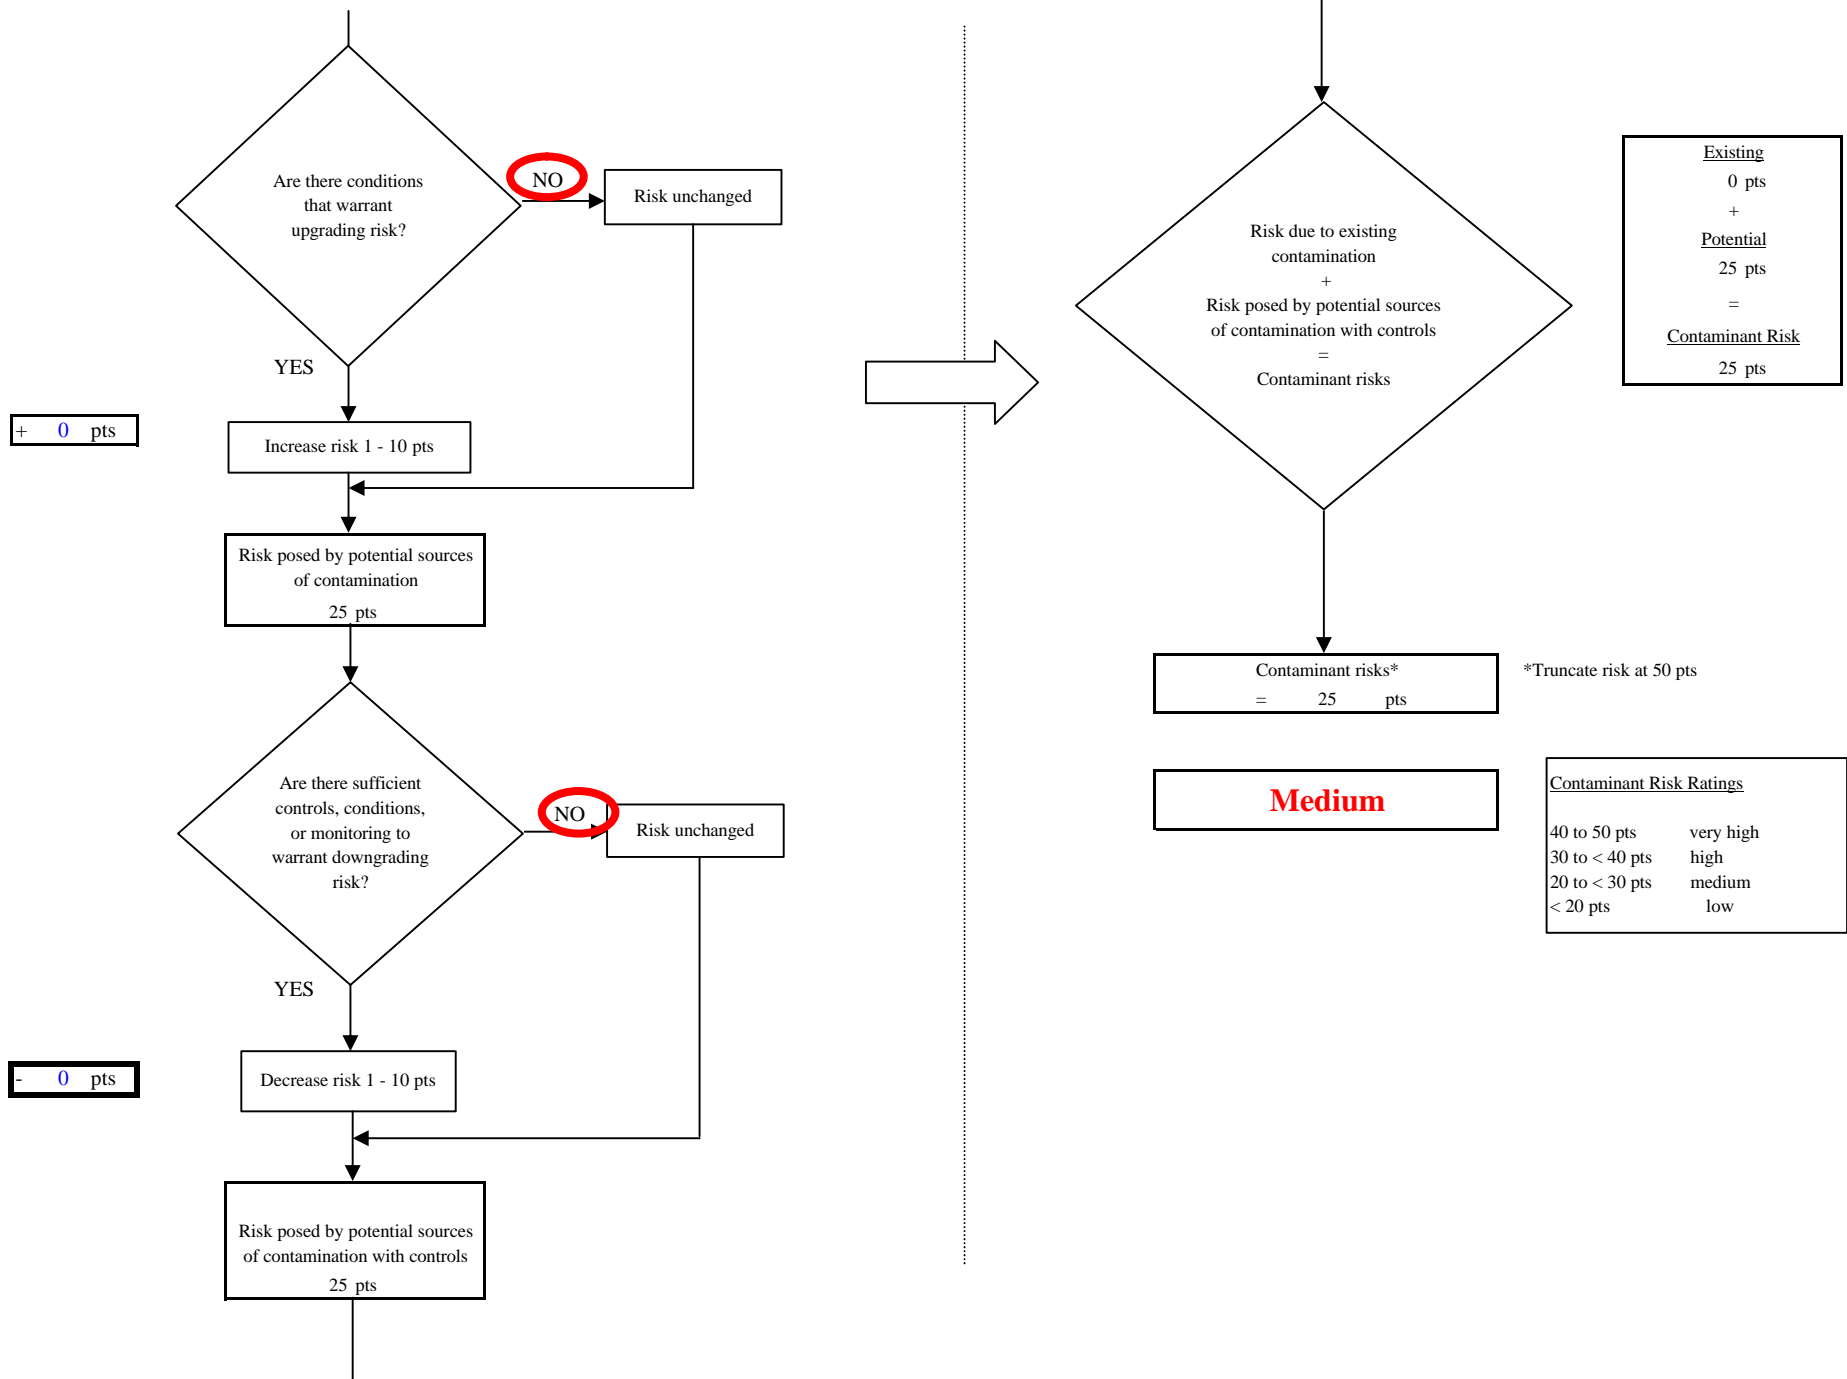 Are there conditions
that warrant
upgrading risk?
NO
Risk unchanged
YES
+ 0 pts
Increase risk 1 - 10 pts
Risk posed by potential sources
of contamination
25 pts
Are there sufficient
controls, conditions,
or monitoring to
warrant downgrading
risk?
NO
Risk unchanged
YES
- 0 pts
Decrease risk 1 - 10 pts
Risk posed by potential sources
of contamination with controls
25 pts
Risk due to existing
contamination
+
Risk posed by potential sources
of contamination with controls
=
Contaminant risks
Existing
0 pts
+
Potential
25 pts
=
Contaminant Risk
25 pts
Contaminant risks*
= 25 pts
*Truncate risk at 50 pts
Medium
Contaminant Risk Ratings
40 to 50 pts very high
30 to < 40 pts high
20 to < 30 pts medium
< 20 pts low